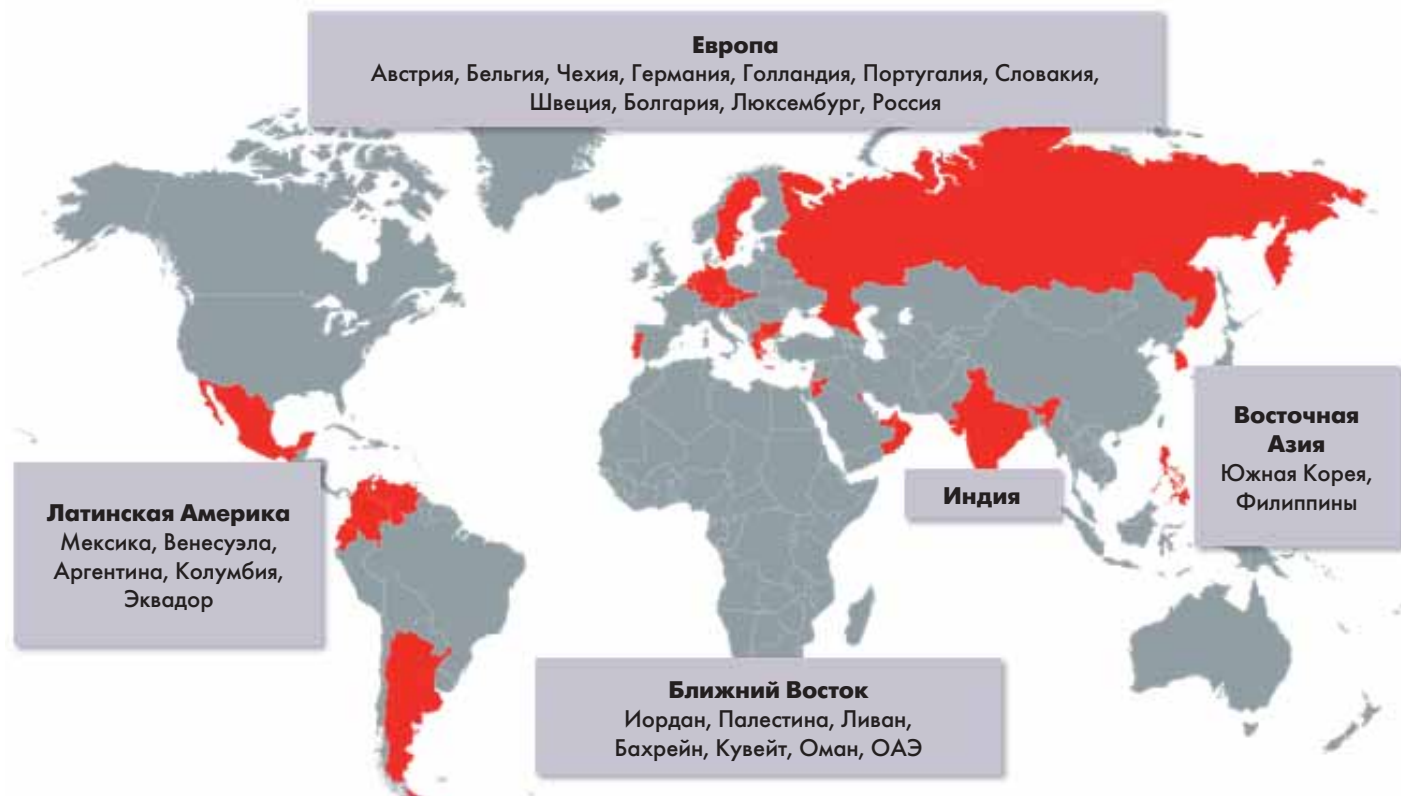 Европа
Австрия, Бельгия, Чехия, Германия, Голландия, Португалия, Словакия,
Швеция, Болгария, Люксембург, Россия
Восточная
Азия
Южная Корея,
Филиппины
Индия
Латинская Америка
Мексика, Венесуэла,
Аргентина, Колумбия,
Эквадор
Ближний Восток
Иордан, Палестина, Ливан,
Бахрейн, Кувейт, Оман, ОАЭ